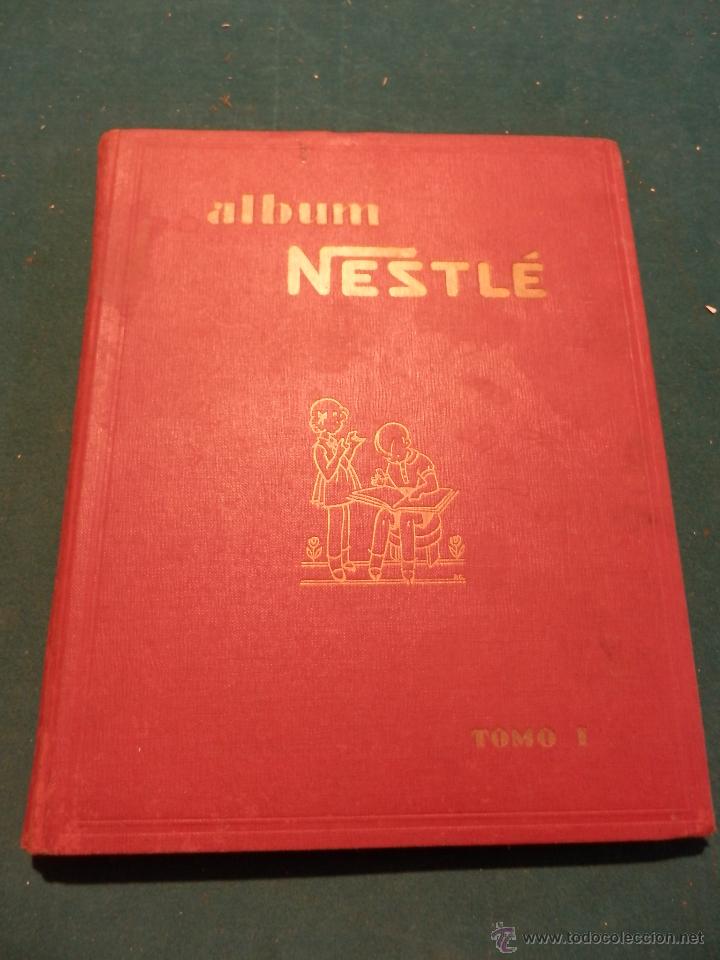 album
NESTLÉ
TOMO I
© www.todocoleccion.net